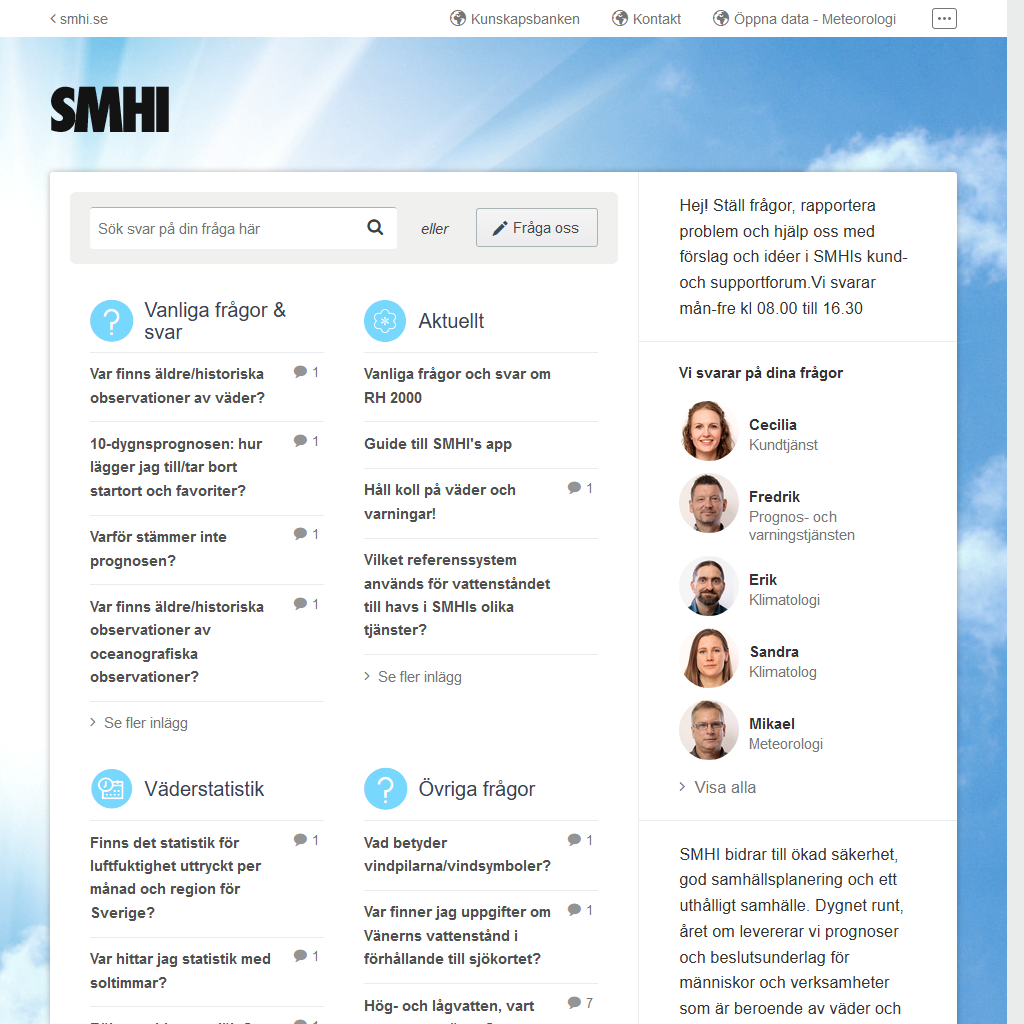 smhi.se
Kunskapsbanken
Kontakt
Öppna data - Meteorologi
SMHI
Sök svar på din fråga här
eller
Fråga oss
Vanliga frågor &
svar
Var finns äldre/historiska
observationer av väder?
1
10-dygnsprognosen: hur
lägger jag till/tar bort
startort och favoriter?
1
Varför stämmer inte
prognosen?
1
Var finns äldre/historiska
observationer av
oceanografiska
observationer?
1
Se fler inlägg
Aktuellt
Vanliga frågor och svar om
RH 2000
Guide till SMHI's app
Håll koll på väder och
varningar!
1
Vilket referenssystem
används för vattenståndet
till havs i SMHIs olika
tjänster?
Se fler inlägg
Väderstatistik
Finns det statistik för
luftfuktighet uttryckt per
månad och region för
Sverige?
1
Var hittar jag statistik med
soltimmar?
1
Övriga frågor
Vad betyder
vindpilarna/vindsymboler?
1
Var finner jag uppgifter om
Vänerns vattenstånd i
förhållande till sjökortet?
1
Hög- och lågvatten, vart
7
Hej! Ställ frågor, rapportera
problem och hjälp oss med
förslag och idéer i SMHIs kund-
och supportforum.Vi svarar
mån-fre kl 08.00 till 16.30
Vi svarar på dina frågor
Cecilia
Kundtjänst
Fredrik
Prognos- och
varningstjänsten
Erik
Klimatologi
Sandra
Klimatolog
Mikael
Meteorologi
Visa alla
SMHI bidrar till ökad säkerhet,
god samhällsplanering och ett
uthålligt samhälle. Dygnet runt,
året om levererar vi prognoser
och beslutsunderlag för
människor och verksamheter
som är beroende av väder och